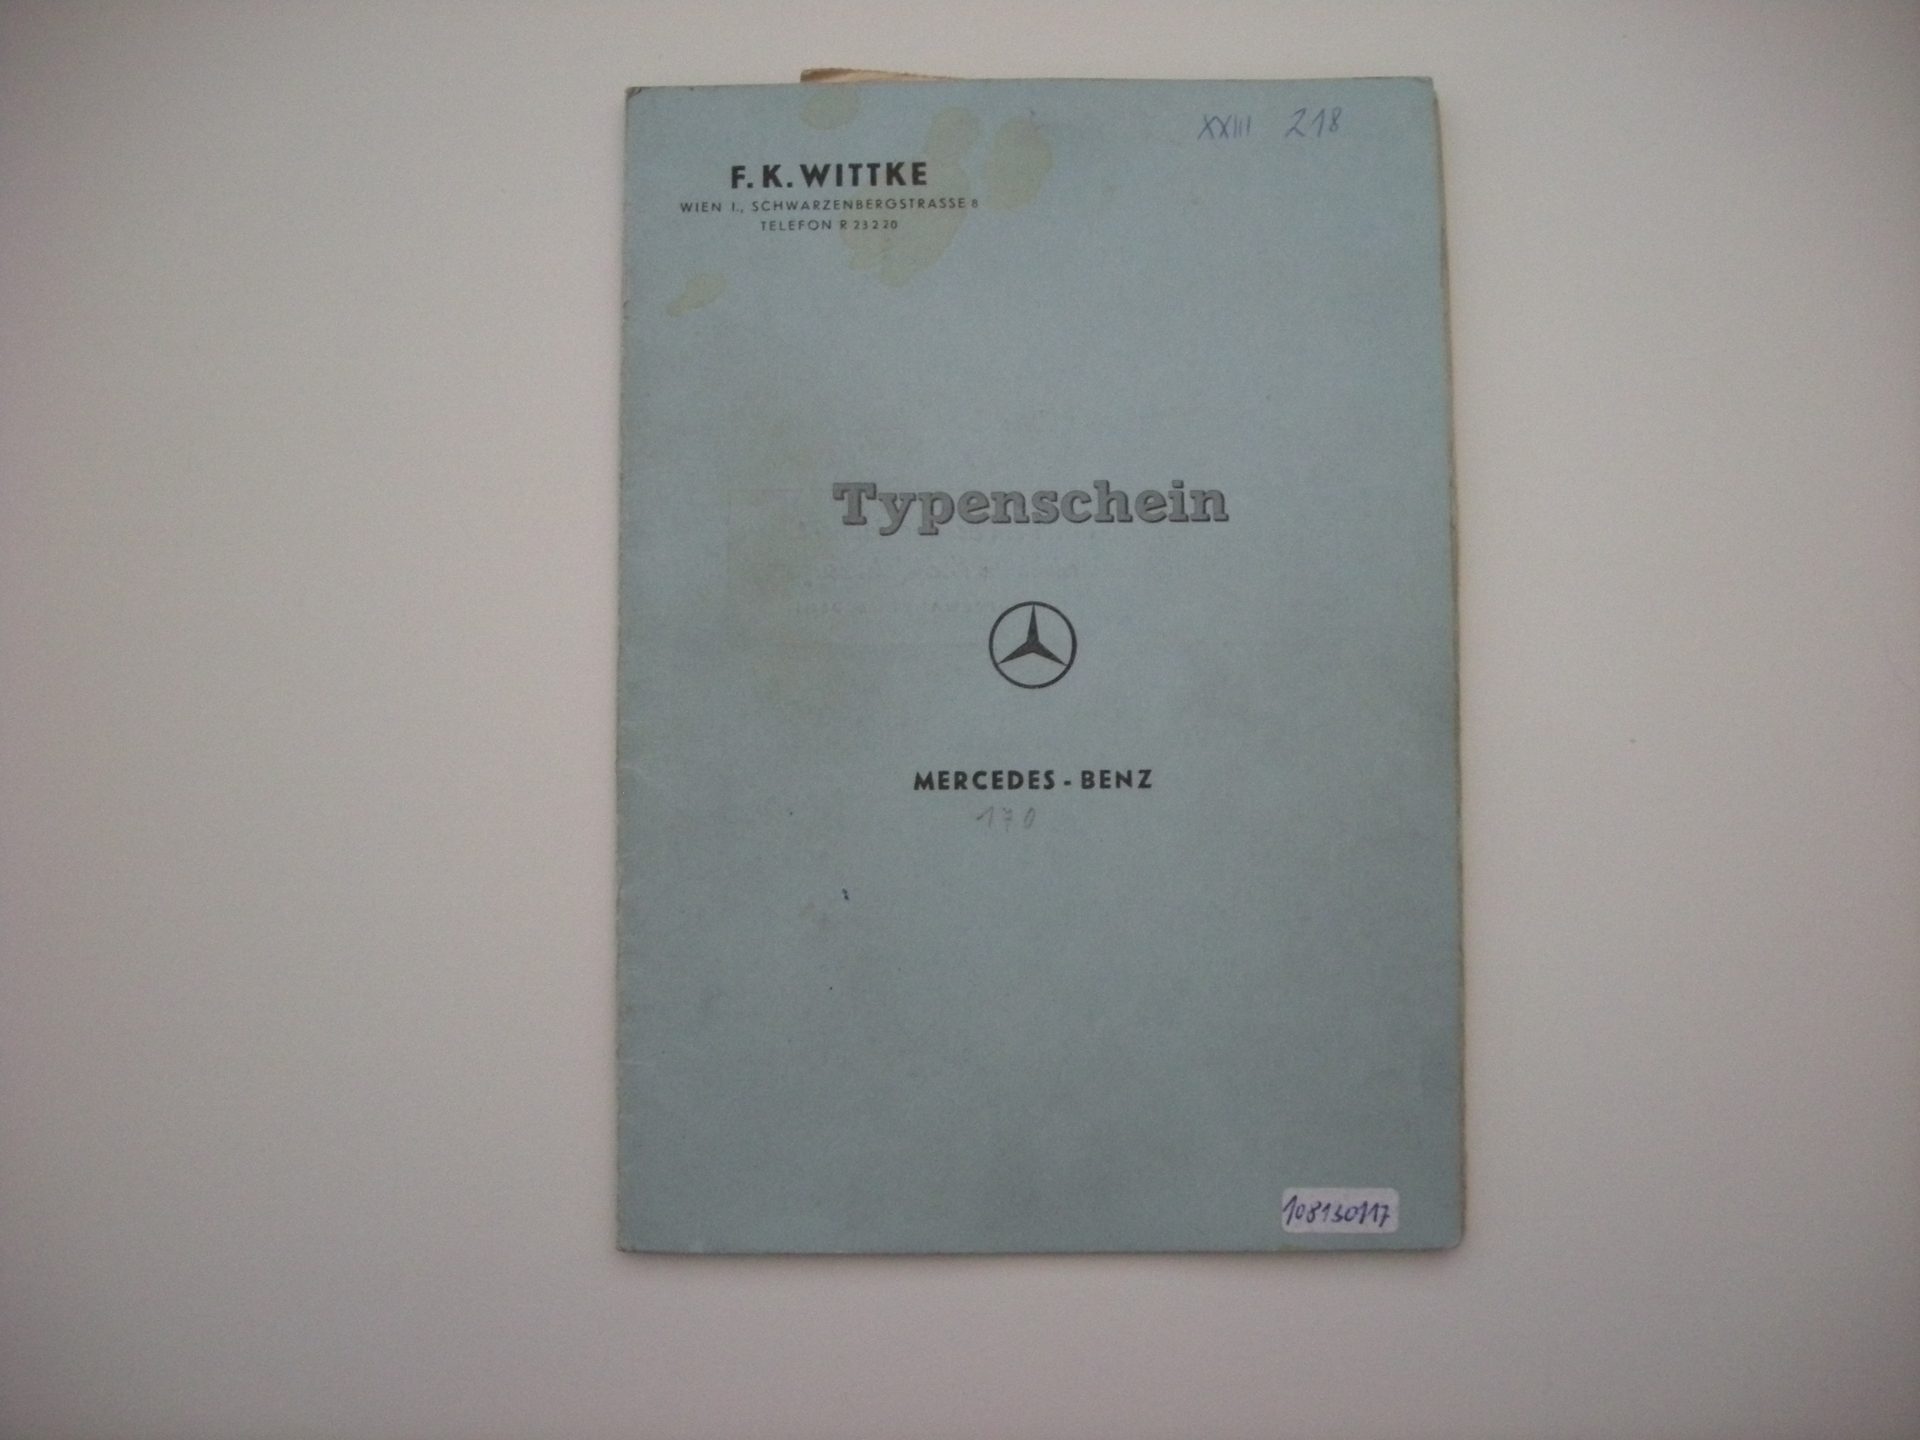 XXIII 218
F. K. WITTKE
WIEN I., SCHWARZENBERGSTRASSE 8
TELEFON R 23 2 20
Typenschein
MERCEDES - BENZ
170
108130117